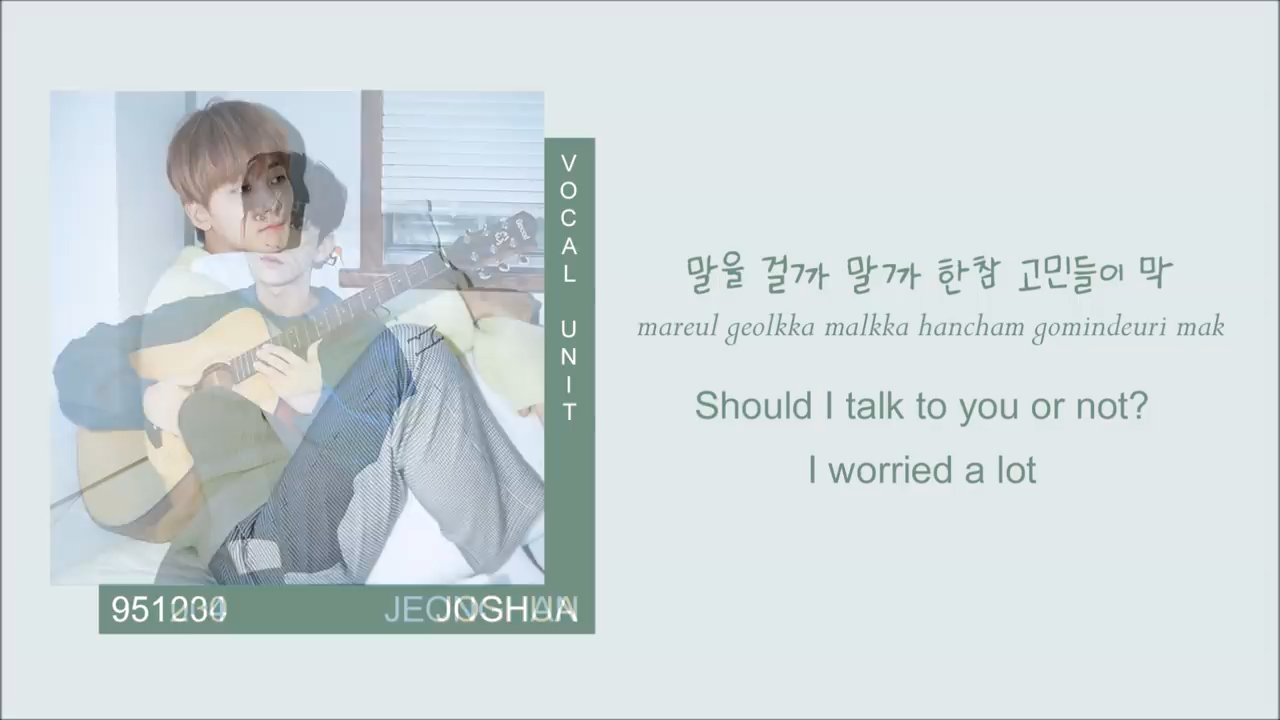 VOCAL UNIT
말을 걸까 말까 한참 고민들이 막
mareul geolkka malkka hancham gomindeuri mak
Should I talk to you or not?
I worried a lot
JEONGHAN JOSHUA